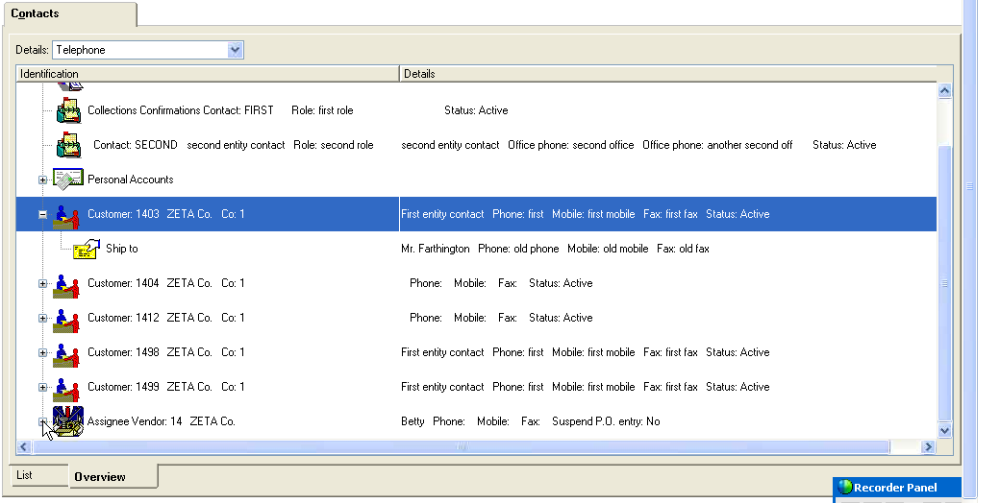 Contacts
Details: Telephone
Identification Details
Collections Confirmations Contact: FIRST Role: first role Status: Active
Contact: SECOND second entity contact Role: second role second entity contact Office phone: second office Office phone: another second off Status: Active
Personal Accounts
Customer: 1403 ZETA Co. Co: 1 First entity contact Phone: first Mobile: first mobile Fax: first fax Status: Active
Ship to Mr. Farthington Phone: old phone Mobile: old mobile Fax: old fax
Customer: 1404 ZETA Co. Co: 1 Phone: Mobile: Fax: Status: Active
Customer: 1412 ZETA Co. Co: 1 Phone: Mobile: Fax: Status: Active
Customer: 1498 ZETA Co. Co: 1 First entity contact Phone: first Mobile: first mobile Fax: first fax Status: Active
Customer: 1499 ZETA Co. Co: 1 First entity contact Phone: first Mobile: first mobile Fax: first fax Status: Active
Assignee Vendor: 14 ZETA Co. Betty Phone: Mobile: Fax: Suspend P.O. entry: No
List Overview
Recorder Panel